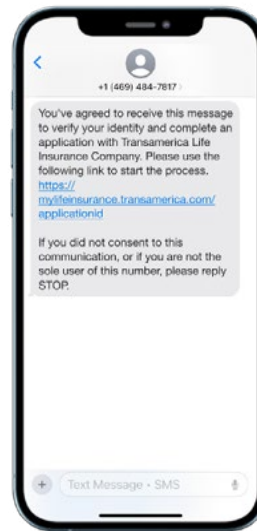 +1 (469) 484-7817
You've agreed to receive this message
to verify your identity and complete an
application with Transamerica Life
Insurance Company. Please use the
following link to start the process.
https://
mylifeinsurance.transamerica.com/
applicationid
If you did not consent to this
communication, or if you are not the
sole user of this number, please reply
STOP.
Text Message • SMS